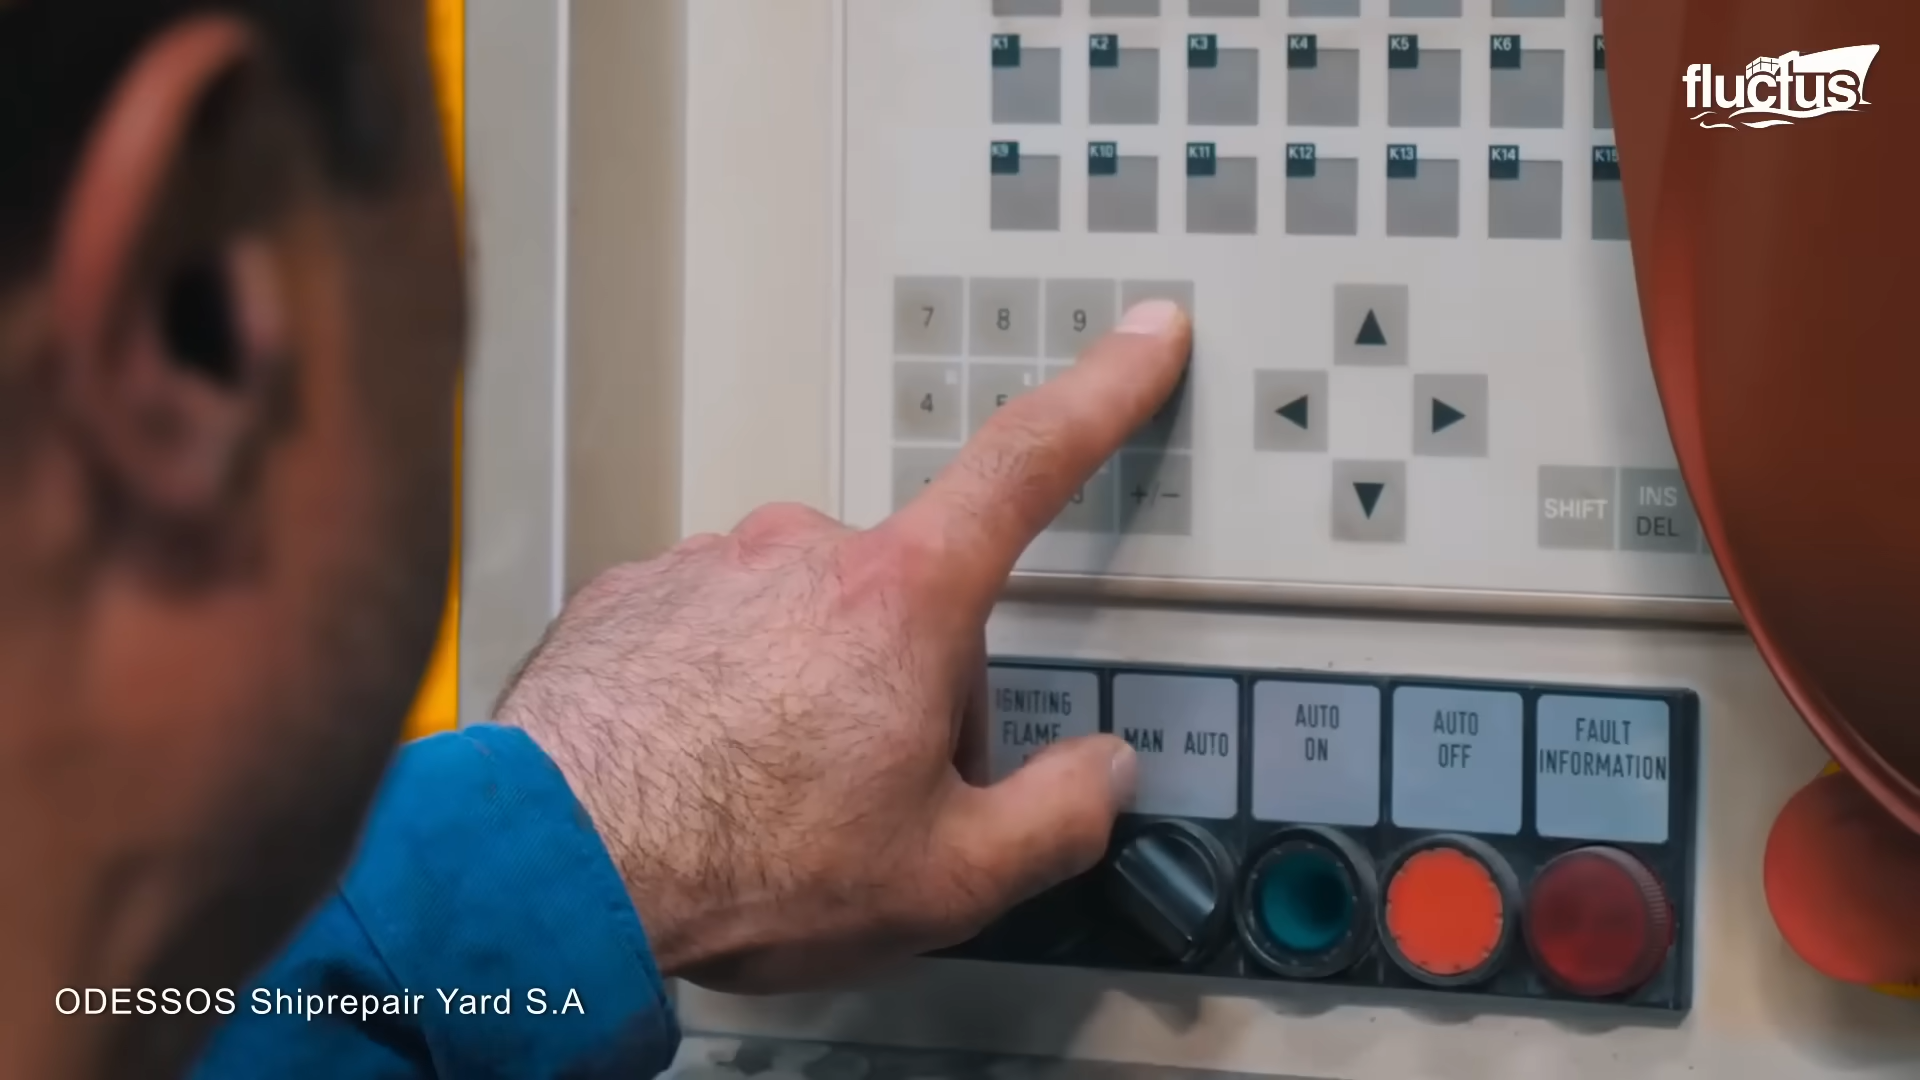 K1 K2 K3 K4 K5 K6
fluctus
K9 K10 K11 K12 K13 K14 K15
7 8 9
4
+/-
SHIFT
INS
DEL
IGNITING
FLAME
MAN AUTO
AUTO
ON
AUTO
OFF
FAULT
INFORMATION
ODESSOS Shiprepair Yard S.A